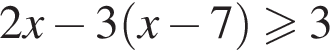 2x − 3(x − 7) ⩾ 3